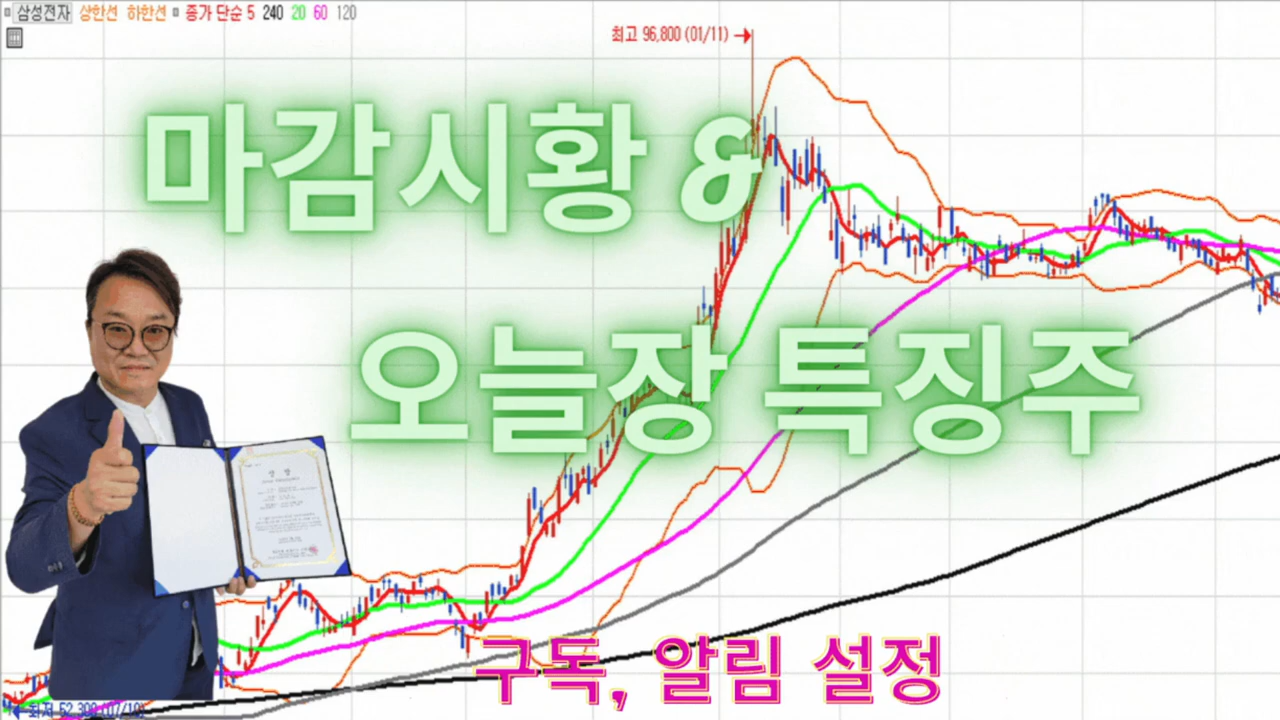 삼성전자 상한선 하한선 종가 단순 5 240 20 60 120
최고 96,800 (01/11)
마감시황 &
오늘장 특징주
상 장
구독, 알림 설정